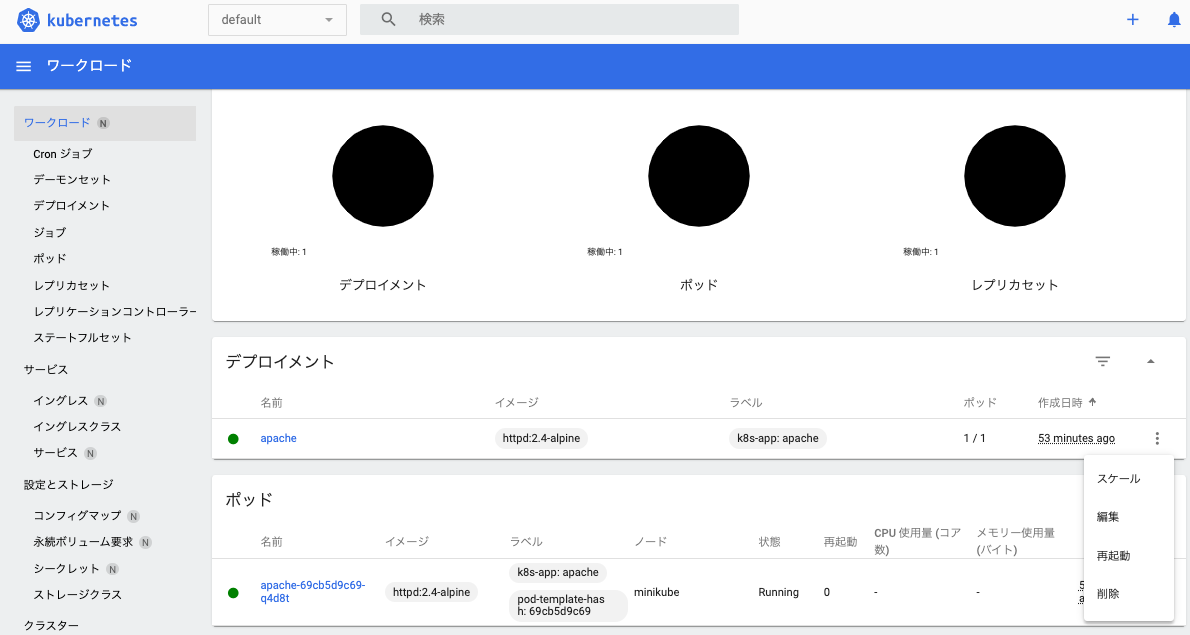 kubernetes
default
検索
ワークロード
ワークロード N
Cron ジョブ
デーモンセット
デプロイメント
ジョブ
ポッド
レプリカセット
レプリケーションコントローラー
ステートフルセット
サービス
イングレス N
イングレスクラス
サービス N
設定とストレージ
コンフィグマップ N
永続ボリューム要求 N
シークレット N
ストレージクラス
クラスター
稼働中: 1
デプロイメント
稼働中: 1
ポッド
稼働中: 1
レプリカセット
デプロイメント
名前 イメージ ラベル ポッド 作成日時
apache httpd:2.4-alpine k8s-app: apache 1 / 1 53 minutes ago
スケール
編集
再起動
削除
ポッド
名前 イメージ ラベル ノード 状態 再起動 CPU 使用量 (コア
数) メモリー使用量
(バイト)
apache-69cb5d9c69-
q4d8t
httpd:2.4-alpine
k8s-app: apache
pod-template-has
h: 69cb5d9c69
minikube Running 0 - -